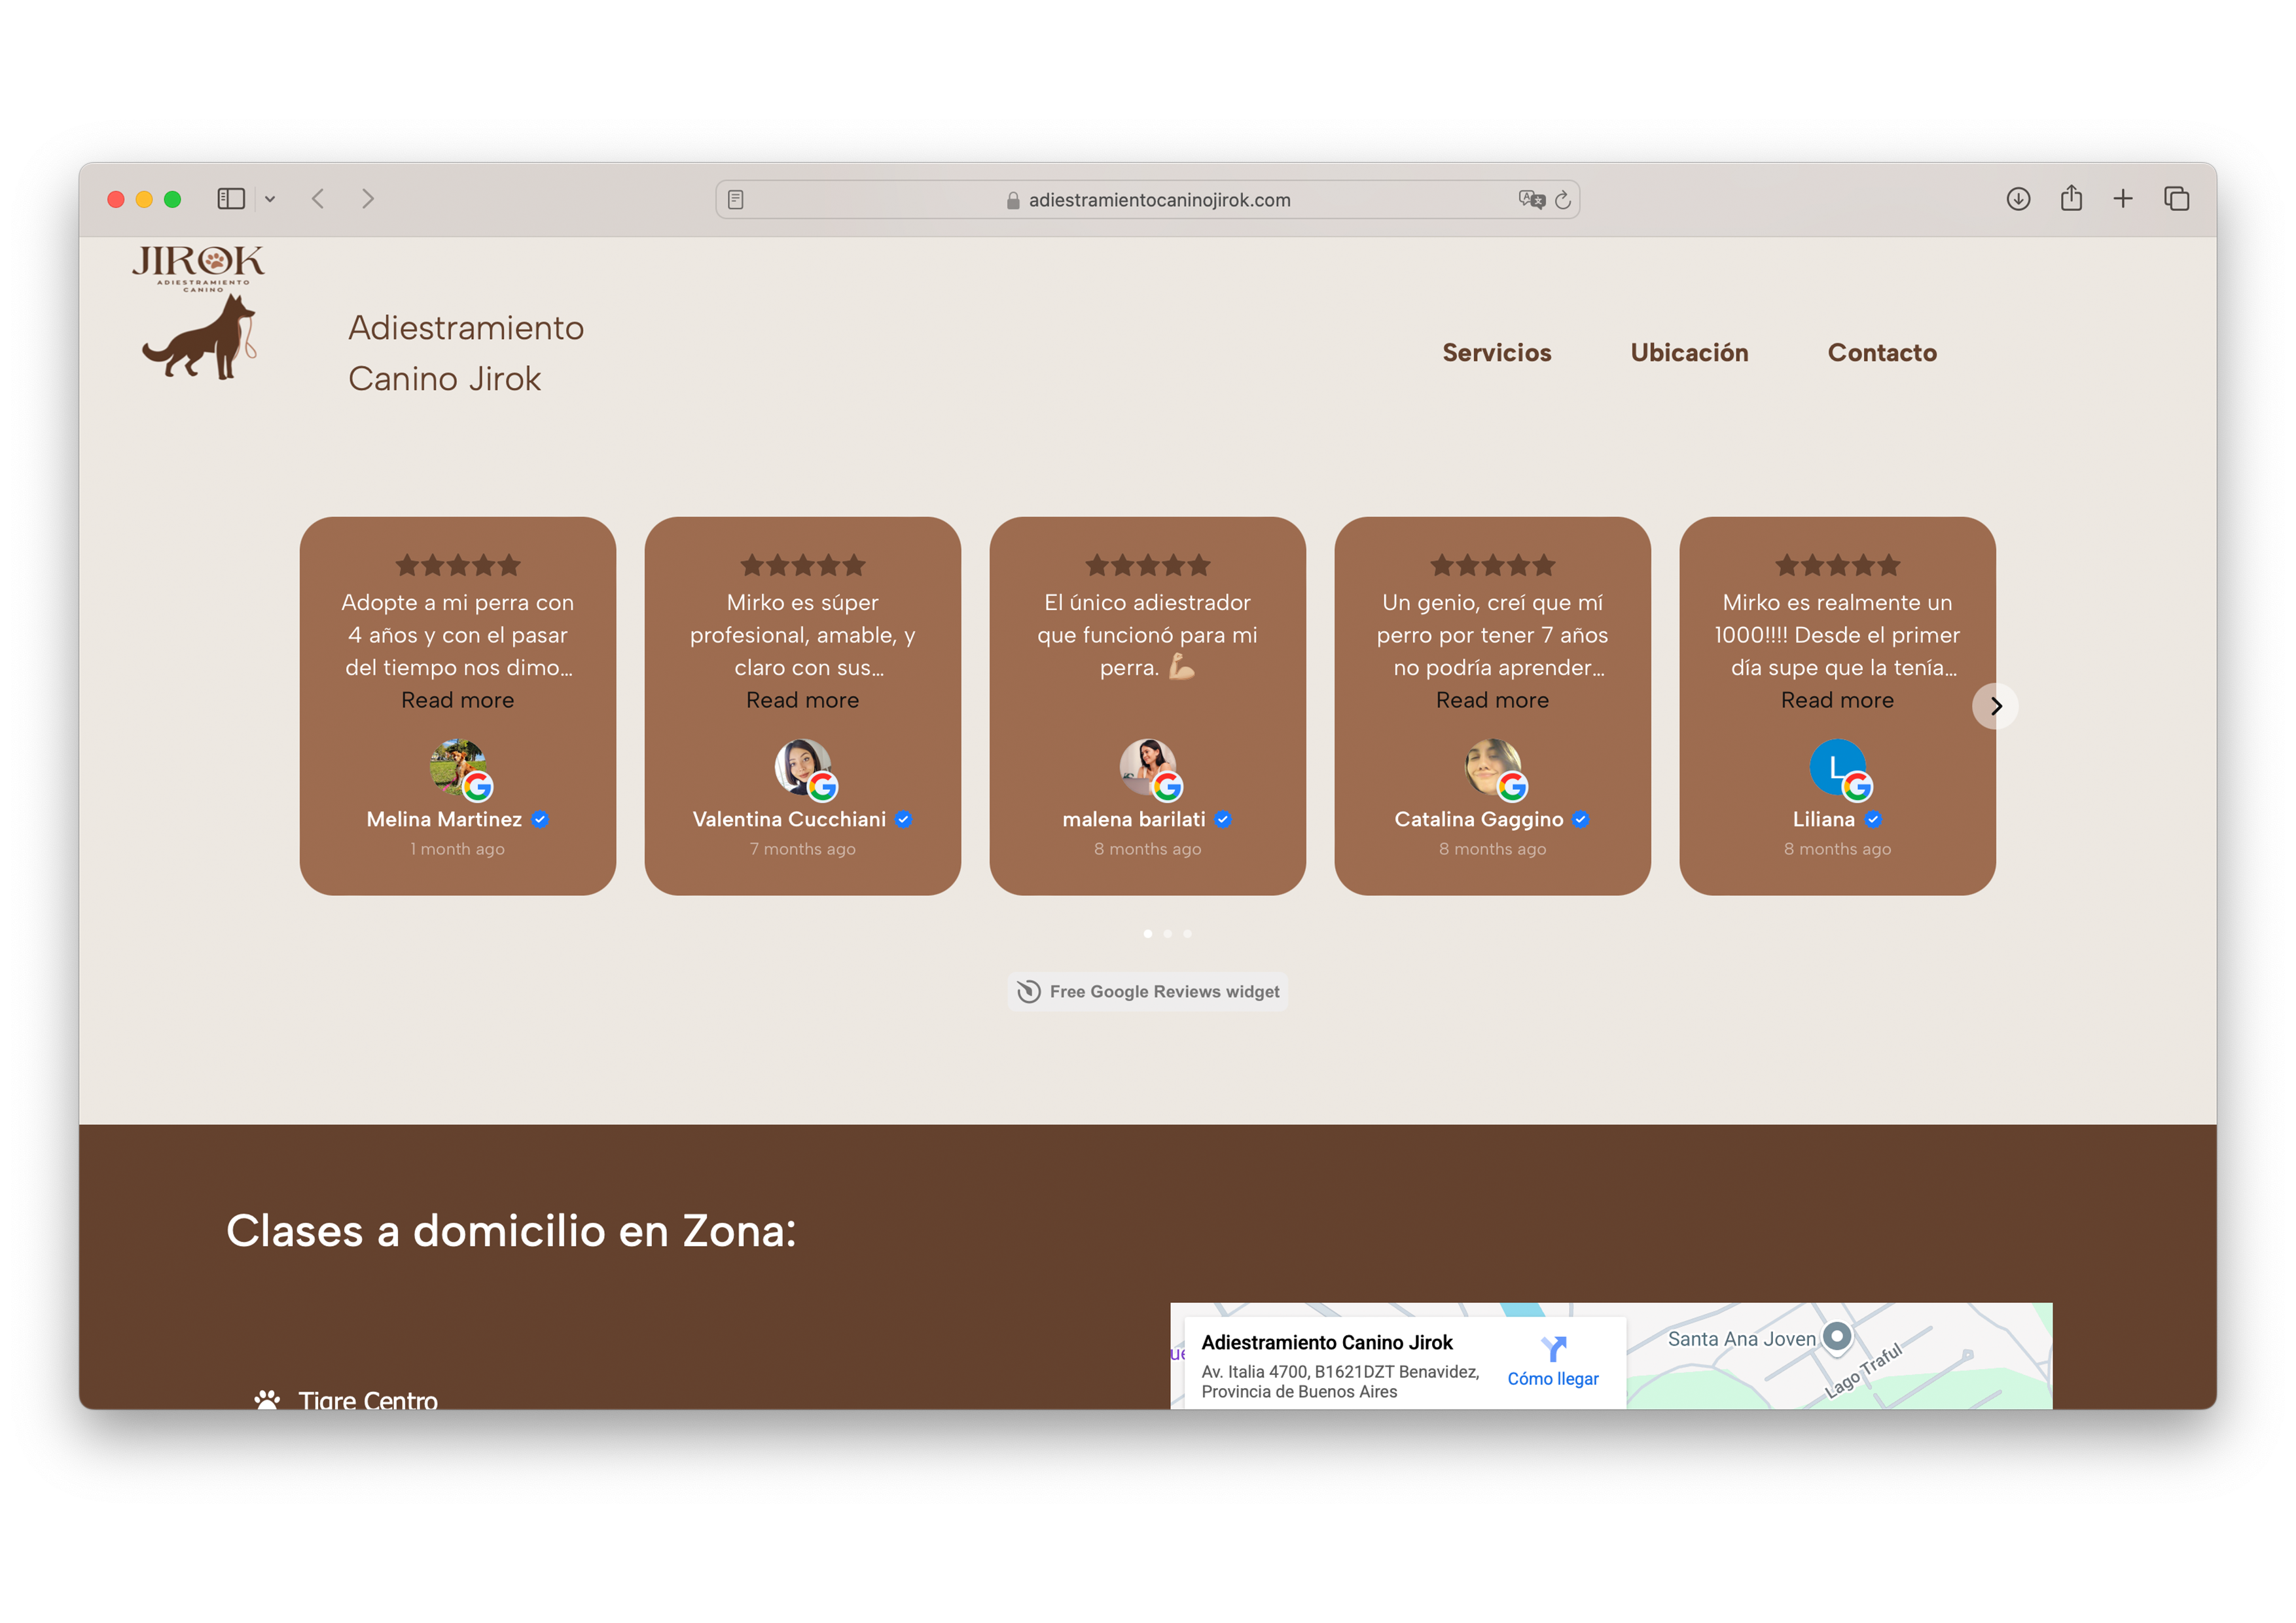 adiestramientocaninojirok.com
JIROK
ADIESTRAMIENTO
CANINO
Adiestramiento
Canino Jirok
Servicios
Ubicación
Contacto
Adopte a mi perra con
4 años y con el pasar
del tiempo nos dimo...
Read more
Melina Martinez
1 month ago
Mirko es súper
profesional, amable, y
claro con sus...
Read more
Valentina Cucchiani
7 months ago
El único adiestrador
que funcionó para mi
perra. 💪🏼
malena barilati
8 months ago
Un genio, creí que mí
perro por tener 7 años
no podría aprender...
Read more
Catalina Gaggino
8 months ago
Mirko es realmente un
1000!!!! Desde el primer
día supe que la tenía...
Read more
L
Liliana
8 months ago
Free Google Reviews widget
Clases a domicilio en Zona:
Tigre Centro
Adiestramiento Canino Jirok
Av. Italia 4700, B1621DZT Benavidez,
Provincia de Buenos Aires
Cómo llegar
Santa Ana Joven
Lago Traful